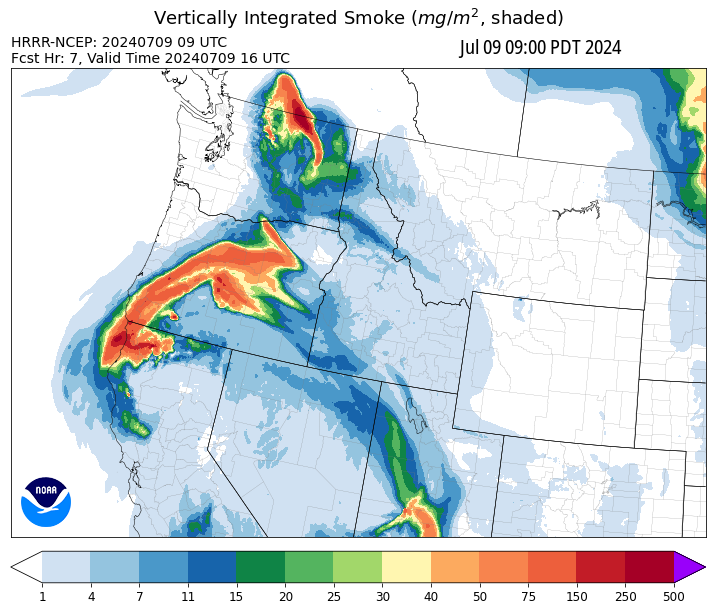 Vertically Integrated Smoke (mg/m², shaded)
HRRR-NCEP: 20240709 09 UTC
Fcst Hr: 7, Valid Time 20240709 16 UTC
Jul 09 09:00 PDT 2024
NOAA
1 4 7 11 15 20 25 30 40 50 75 150 250 500